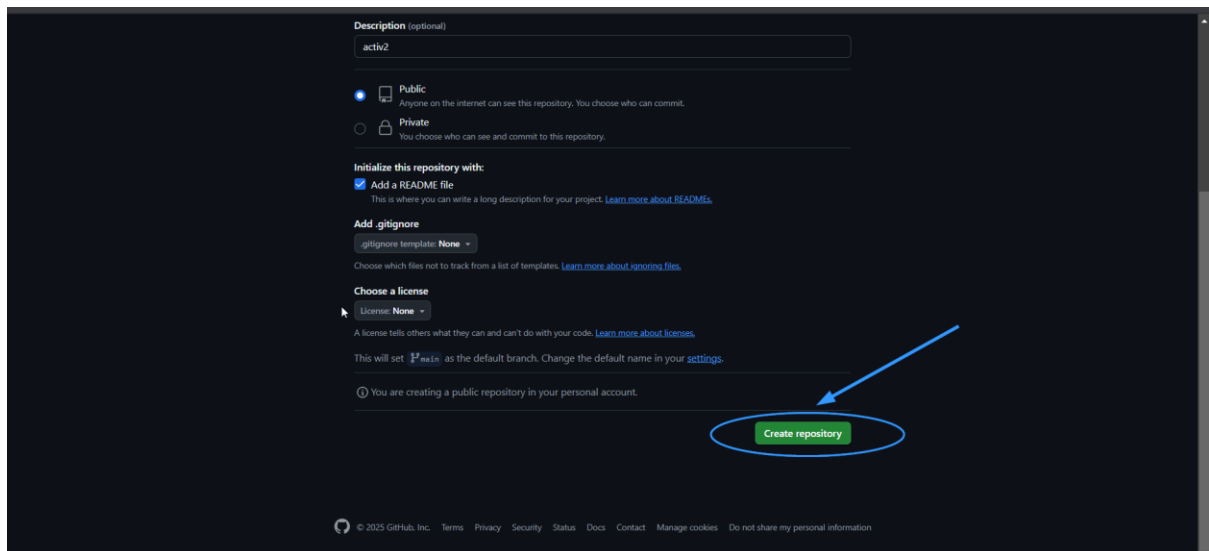 Description (optional)
activ2
Public
Anyone on the internet can see this repository. You choose who can commit.
Private
You choose who can see and commit to this repository.
Initialize this repository with:
Add a README file
This is where you can write a long description for your project. Learn more about READMEs.
Add .gitignore
.gitignore template: None
Choose which files not to track from a list of templates. Learn more about ignoring files.
Choose a license
License: None
A license tells others what they can and can't do with your code. Learn more about licenses.
This will set main as the default branch. Change the default name in your settings.
You are creating a public repository in your personal account.
Create repository
© 2025 GitHub, Inc. Terms Privacy Security Status Docs Contact Manage cookies Do not share my personal information